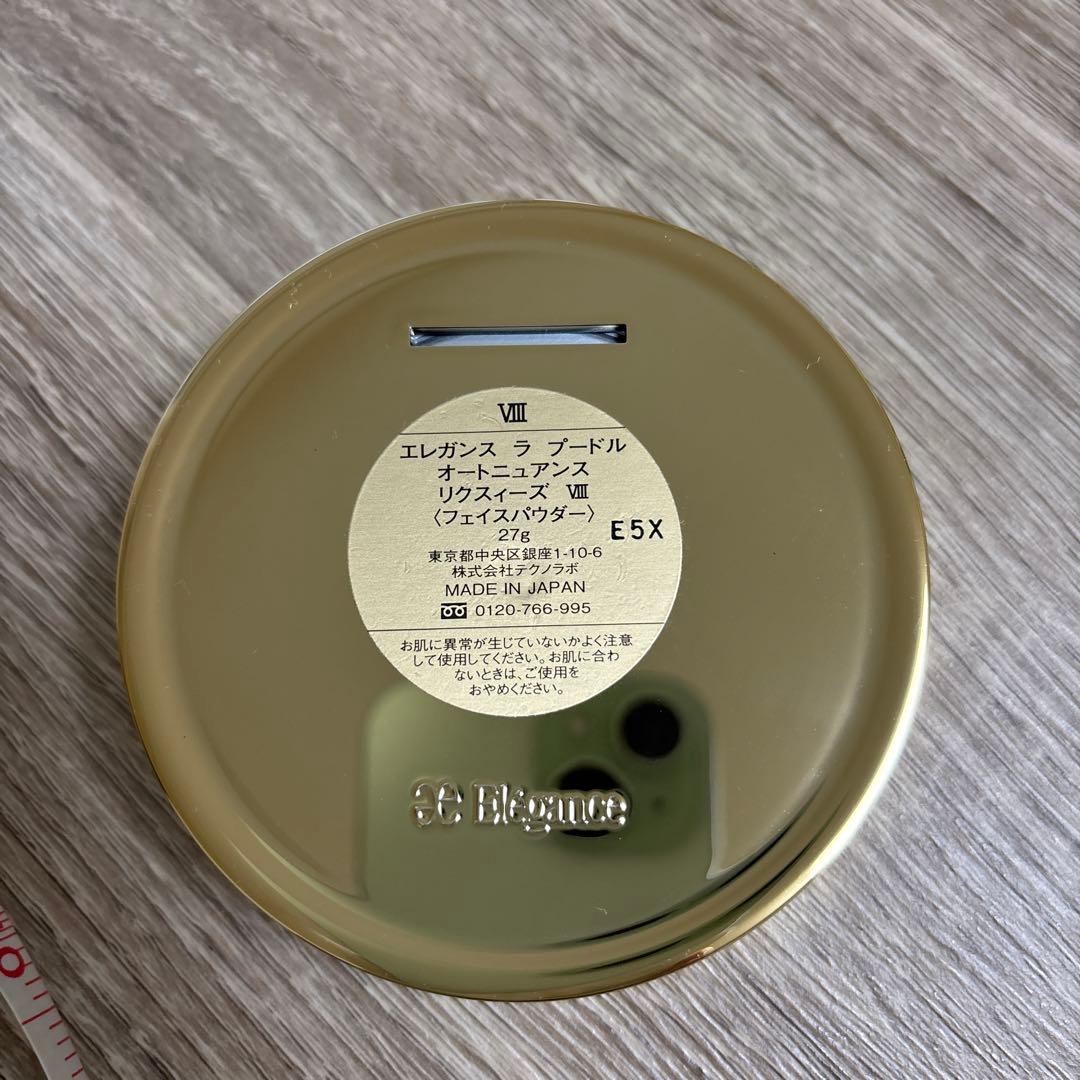 VIII
エレガンス ラ プードル
オートニュアンス
リクスィーズ VIII
〈フェイスパウダー〉
27g
E5X
東京都中央区銀座1-10-6
株式会社テクノラボ
MADE IN JAPAN
0120-766-995
お肌に異常が生じていないかよく注意
して使用してください。お肌に合わ
ないときは、ご使用を
おやめください。
Elégance